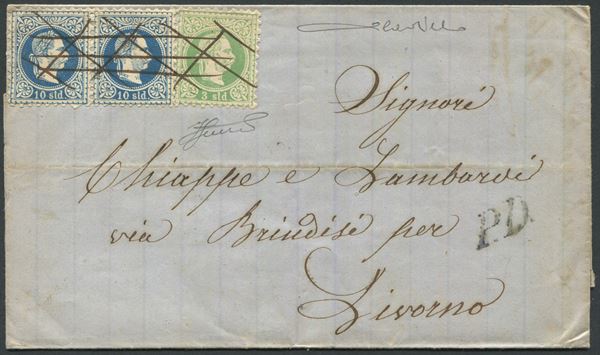 10 sld 10 sld 3 sld
Signori
Chiappe e Lambardi
via Brindisi per
Livorno
P.D.